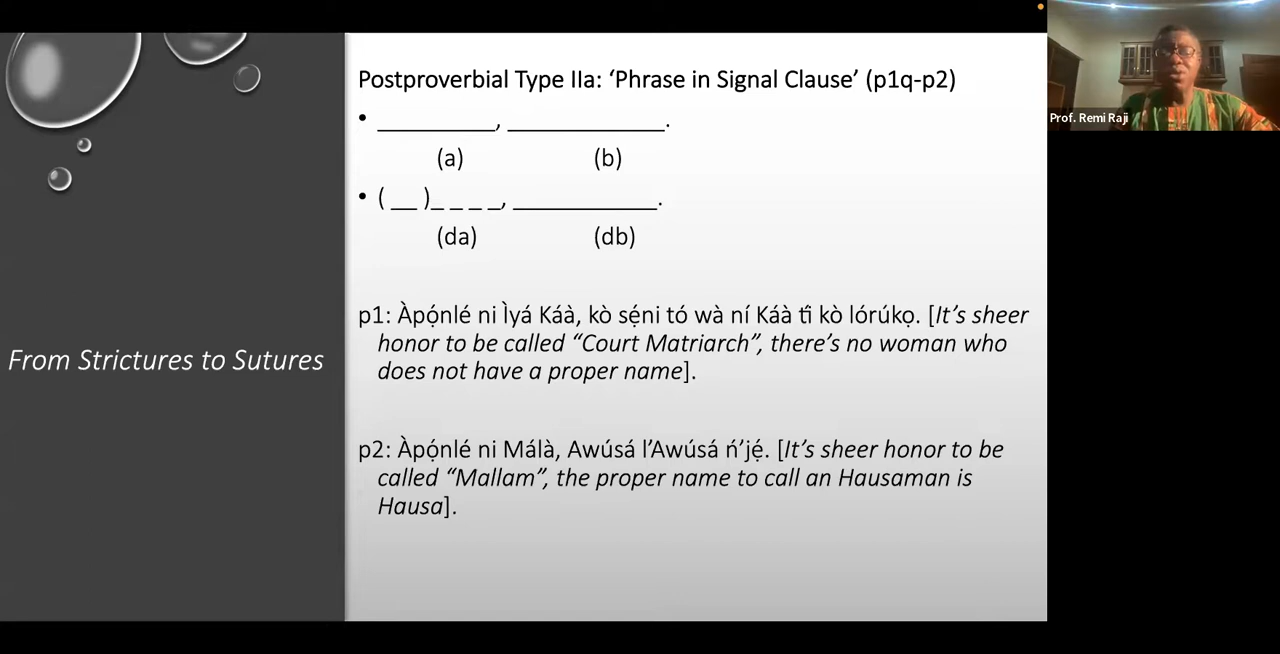 Postproverbial Type IIa: ‘Phrase in Signal Clause’ (p1q-p2)
• __________, _____________.
(a) (b)
• ( __ )_ _ _ _, ____________.
(da) (db)
From Strictures to Sutures
p1: Àpọ́nlé ni Ìyá Káà, kò sẹ́ni tó wà ní Káà tí kò lórúkọ. [It’s sheer
honor to be called “Court Matriarch”, there’s no woman who
does not have a proper name].
p2: Àpọ́nlé ni Málà, Awúsá l’Awúsá ń’jẹ́. [It’s sheer honor to be
called “Mallam”, the proper name to call an Hausaman is
Hausa].
Prof. Remi Raji